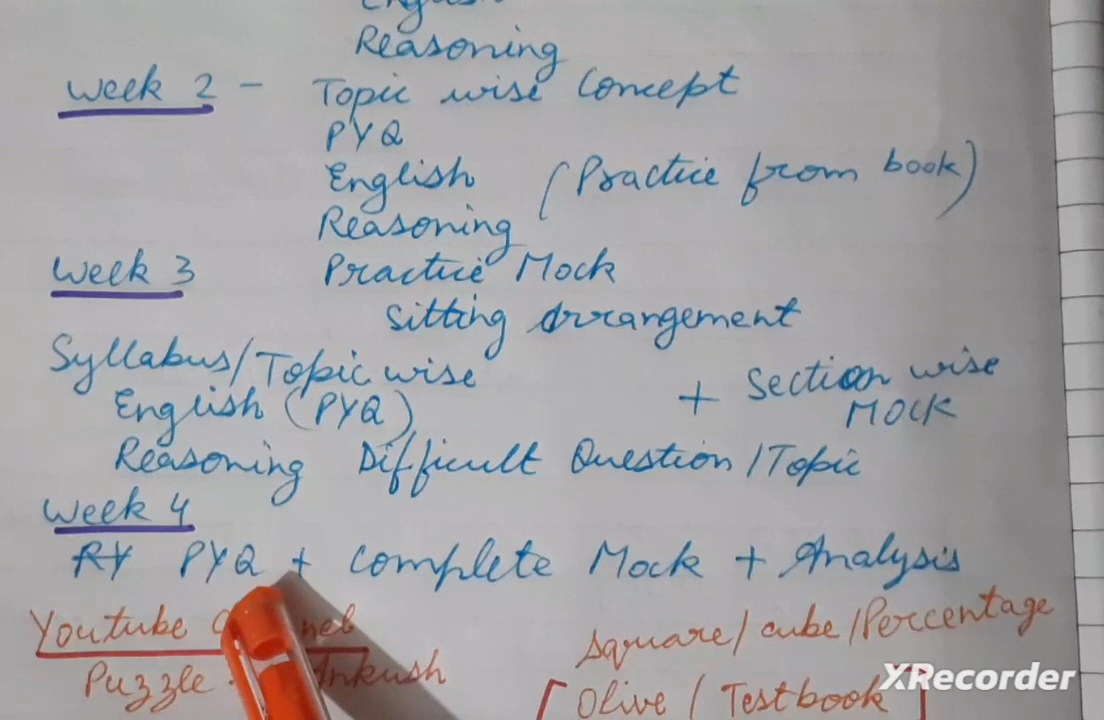 English
Reasoning
Week 2 - Topic wise Concept
PYQ
English (Practice from book)
Reasoning
Week 3 Practice Mock
Sitting Arrangement
Syllabus/Topic wise + Section wise
English (PYQ) MOCK
Reasoning Difficult Question/Topic
Week 4
PYQ + Complete Mock + Analysis
Youtube
Square/cube/Percentage
Puzzle Ankush
[Olive / Testbook]
XRecorder